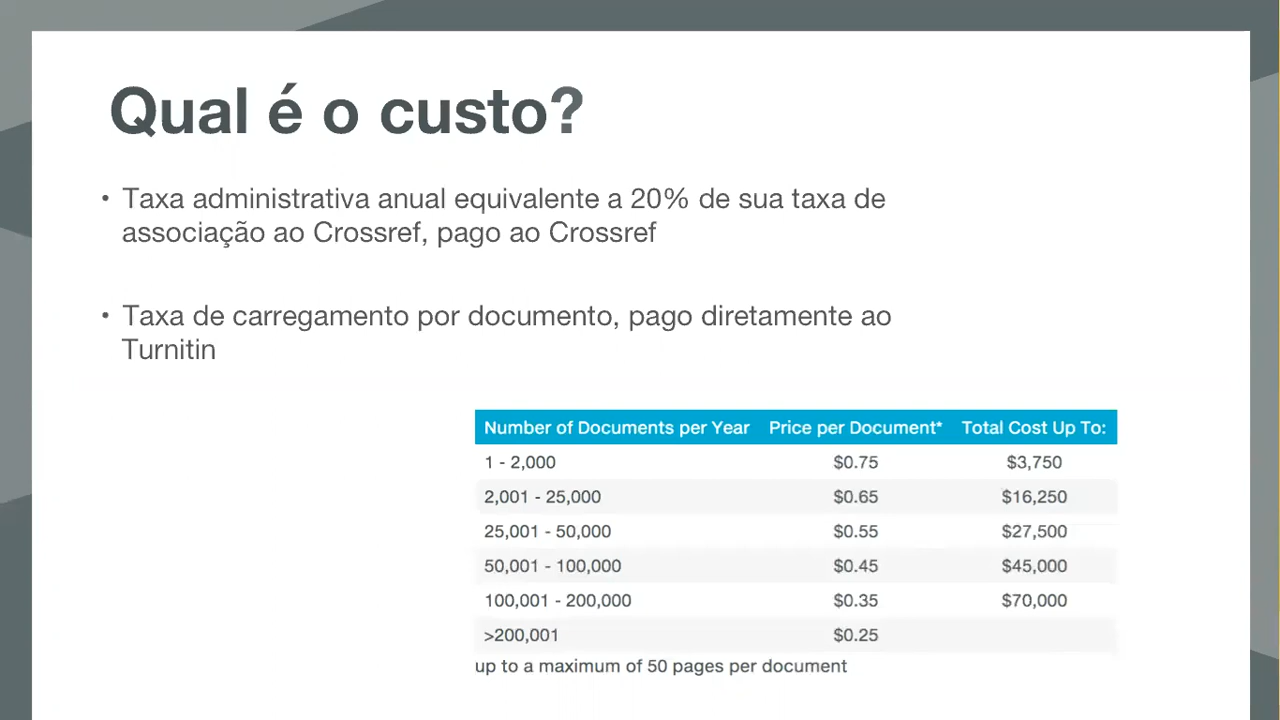 Qual é o custo?
• Taxa administrativa anual equivalente a 20% de sua taxa de
associação ao Crossref, pago ao Crossref
• Taxa de carregamento por documento, pago diretamente ao
Turnitin
Number of Documents per Year Price per Document* Total Cost Up To:
1 - 2,000 $0.75 $3,750
2,001 - 25,000 $0.65 $16,250
25,001 - 50,000 $0.55 $27,500
50,001 - 100,000 $0.45 $45,000
100,001 - 200,000 $0.35 $70,000
>200,001 $0.25
up to a maximum of 50 pages per document